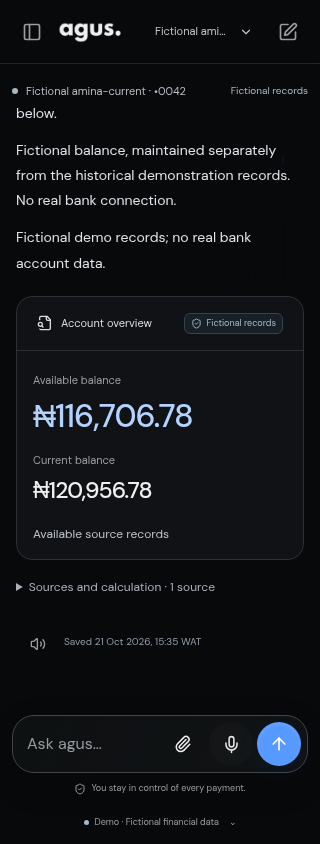 agus.
Fictional ami...
Fictional amina-current · •0042
Fictional records
below.
Fictional balance, maintained separately
from the historical demonstration records.
No real bank connection.
Fictional demo records; no real bank
account data.
Account overview
Fictional records
Available balance
₦116,706.78
Current balance
₦120,956.78
Available source records
Sources and calculation · 1 source
Saved 21 Oct 2026, 15:35 WAT
Ask agus...
You stay in control of every payment.
Demo · Fictional financial data